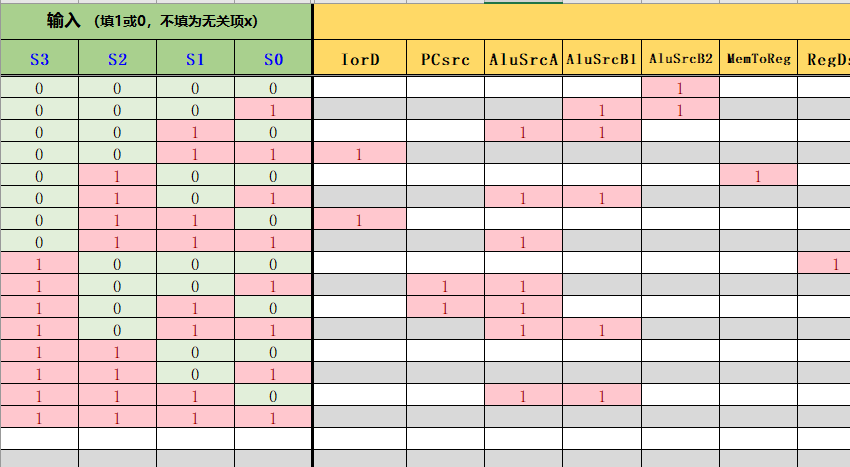 输入 （填1或0，不填为无关项x）
S3 S2 S1 S0 IorD PCsrc AluSrcA AluSrcB1 AluSrcB2 MemToReg RegDs
0 0 0 0 1
0 0 0 1 1 1
0 0 1 0 1 1
0 0 1 1 1
0 1 0 0 1
0 1 0 1 1 1
0 1 1 0 1
0 1 1 1 1
1 0 0 0 1
1 0 0 1 1 1
1 0 1 0 1 1
1 0 1 1 1 1
1 1 0 0
1 1 0 1
1 1 1 0 1 1
1 1 1 1